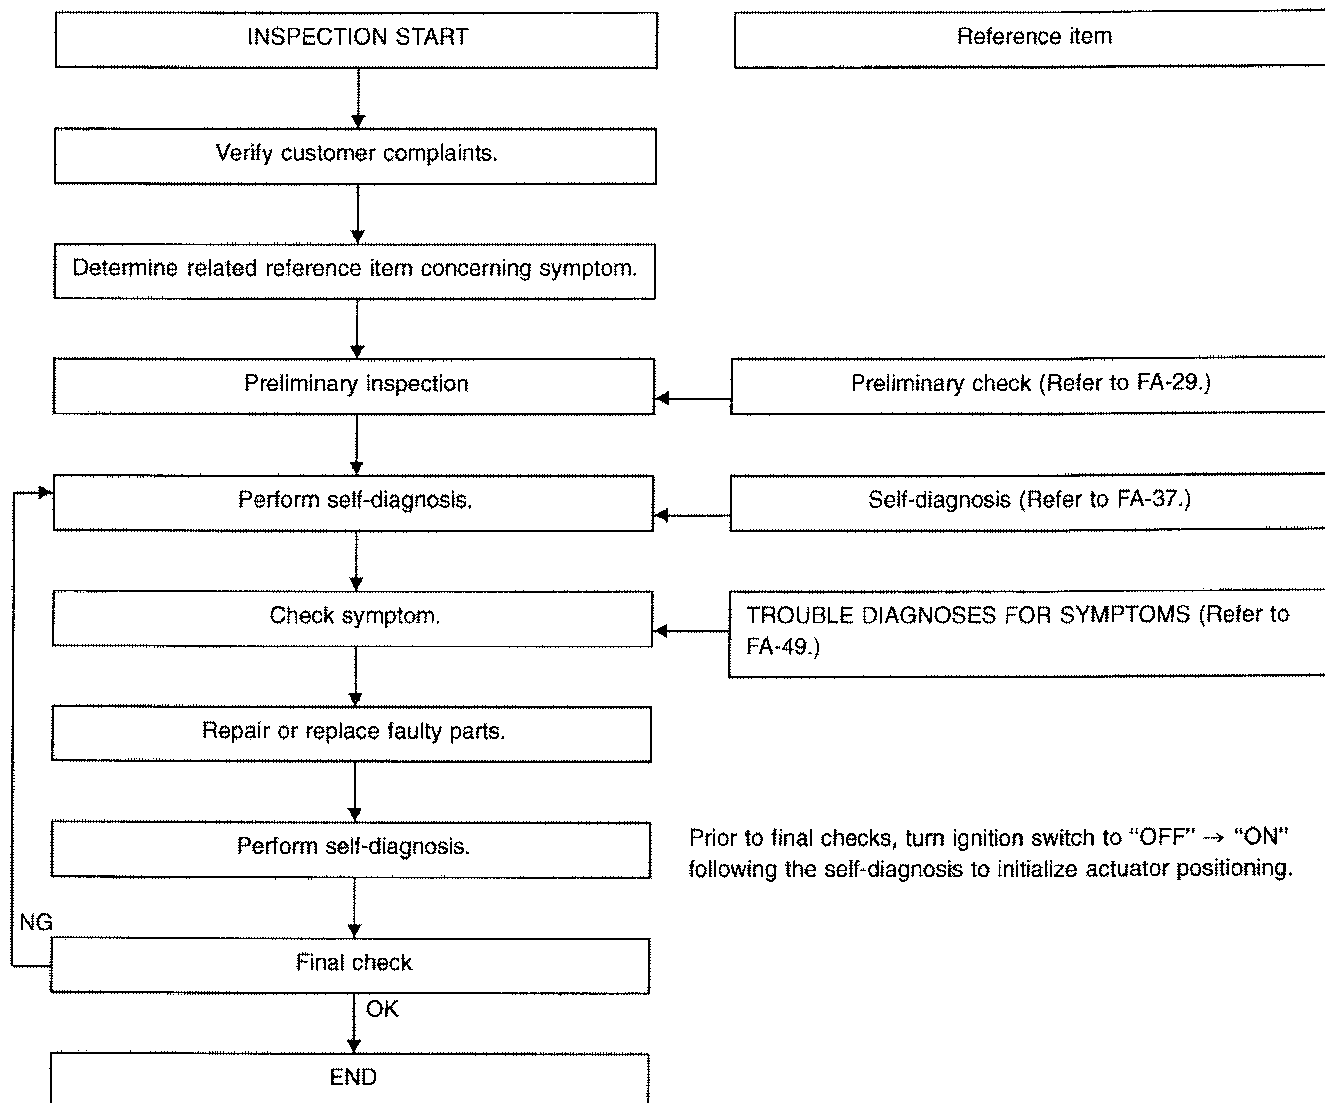 INSPECTION START
Reference item
Verify customer complaints.
Determine related reference item concerning symptom.
Preliminary inspection
Preliminary check (Refer to FA-29.)
Perform self-diagnosis.
Self-diagnosis (Refer to FA-37.)
Check symptom.
TROUBLE DIAGNOSES FOR SYMPTOMS (Refer to
FA-49.)
Repair or replace faulty parts.
Perform self-diagnosis.
Prior to final checks, turn ignition switch to “OFF” → “ON”
following the self-diagnosis to initialize actuator positioning.
NG
Final check
OK
END